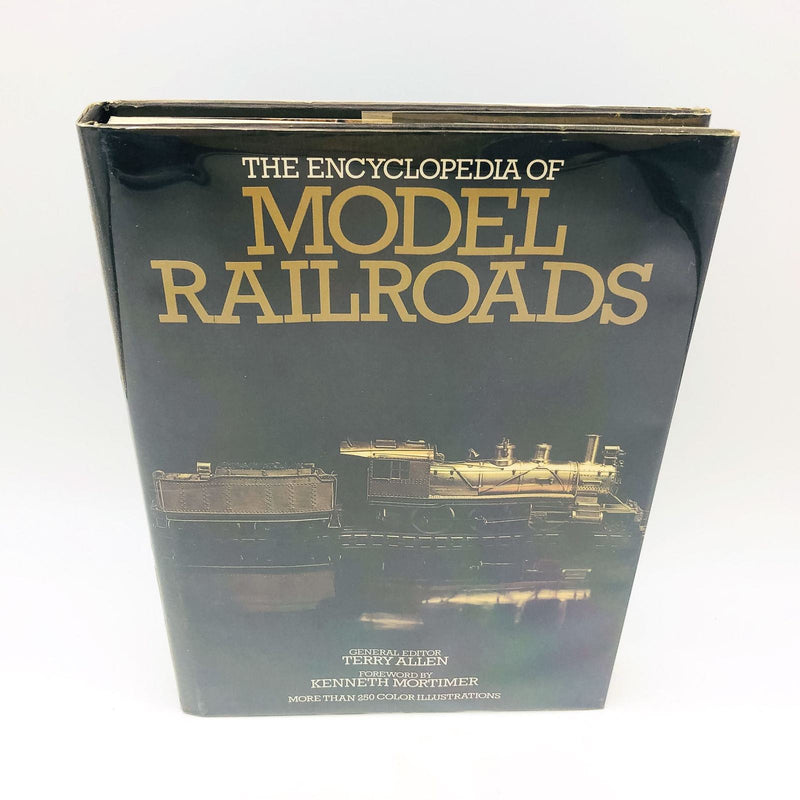 THE ENCYCLOPEDIA OF
MODEL
RAILROADS
GENERAL EDITOR
TERRY ALLEN
FOREWORD BY
KENNETH MORTIMER
MORE THAN 250 COLOR ILLUSTRATIONS